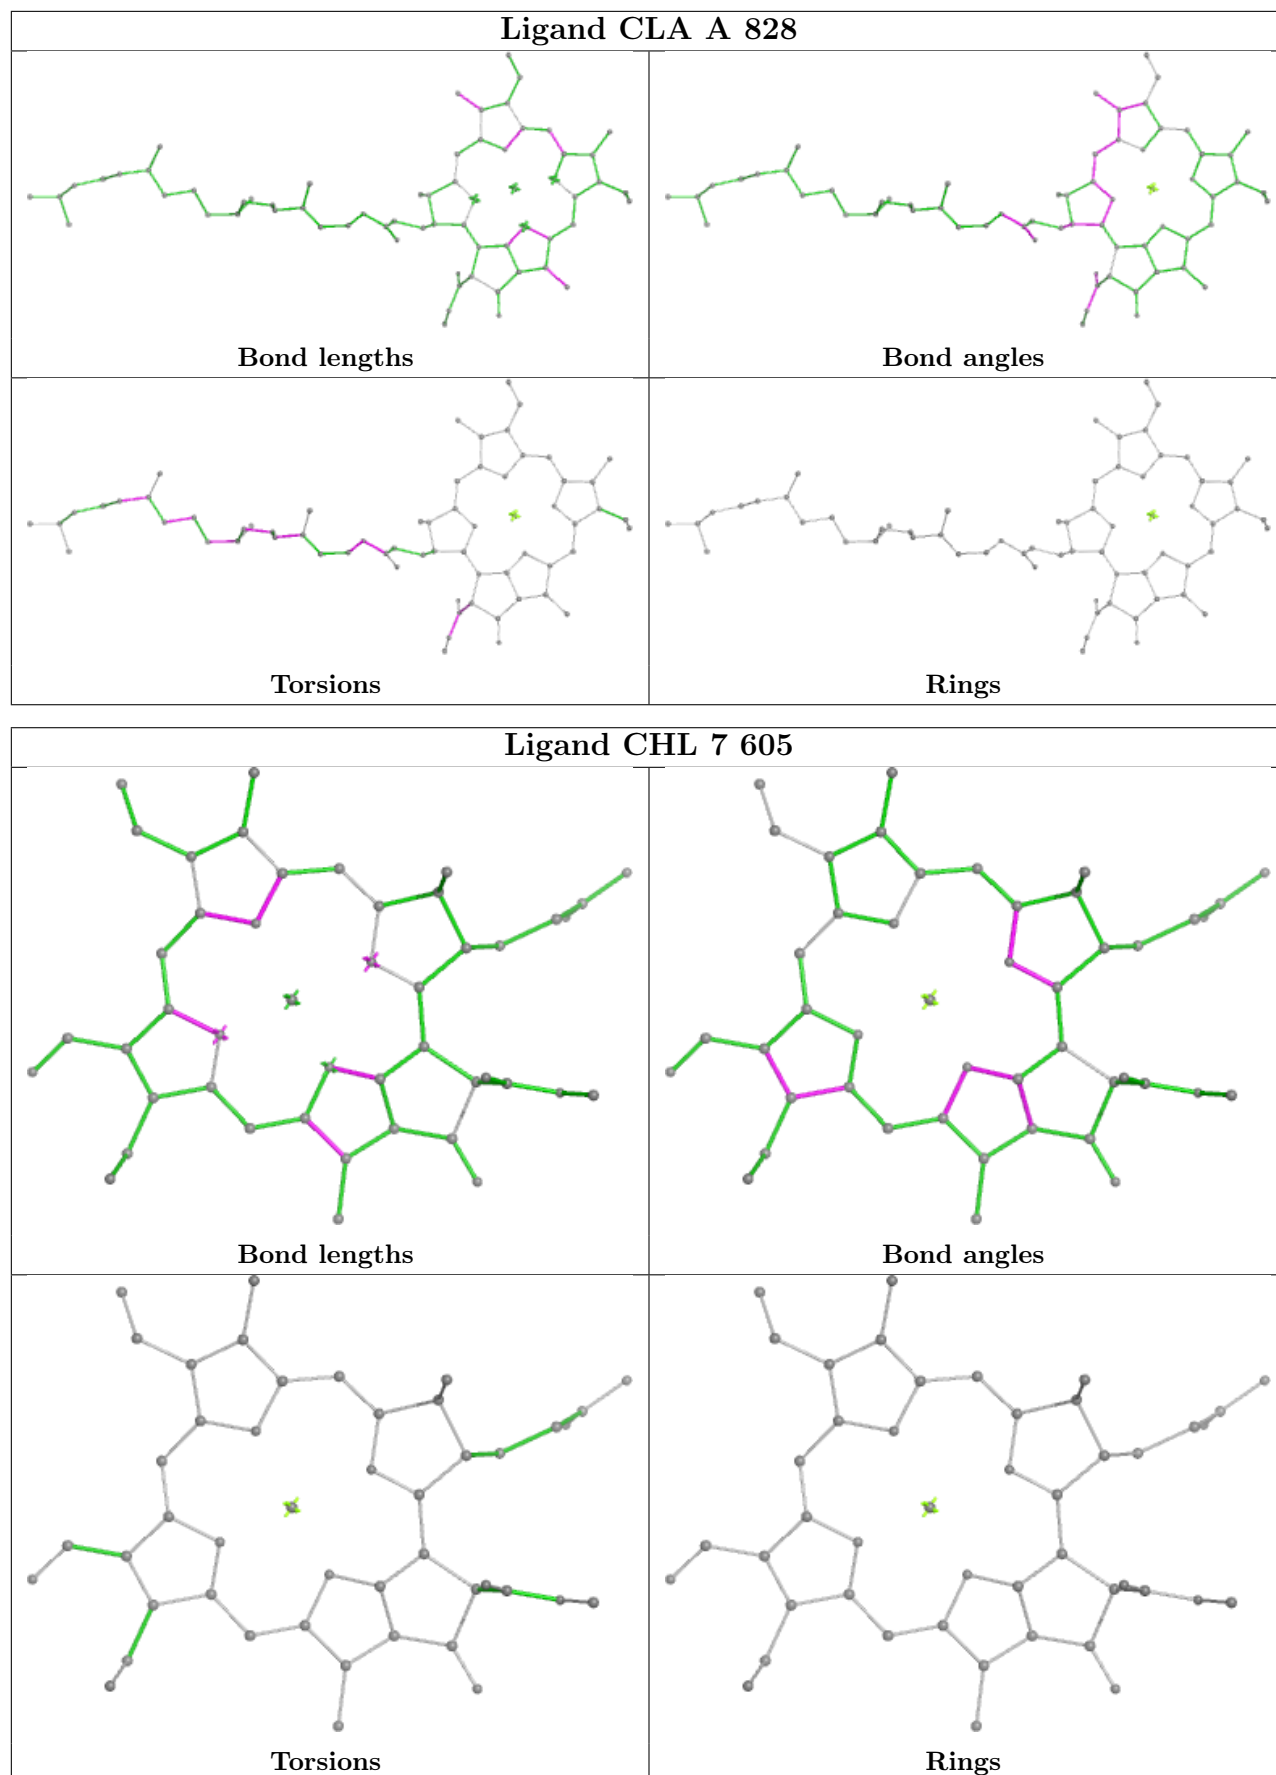 Ligand CLA A 828
Bond lengths
Bond angles
Torsions
Rings
Ligand CHL 7 605
Bond lengths
Bond angles
Torsions
Rings